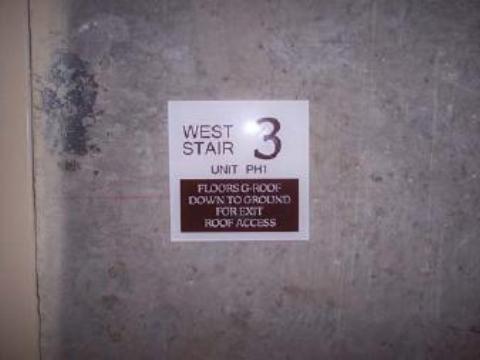 WEST STAIR 3
UNIT PH1
FLOORS G-ROOF
DOWN TO GROUND
FOR EXIT
ROOF ACCESS